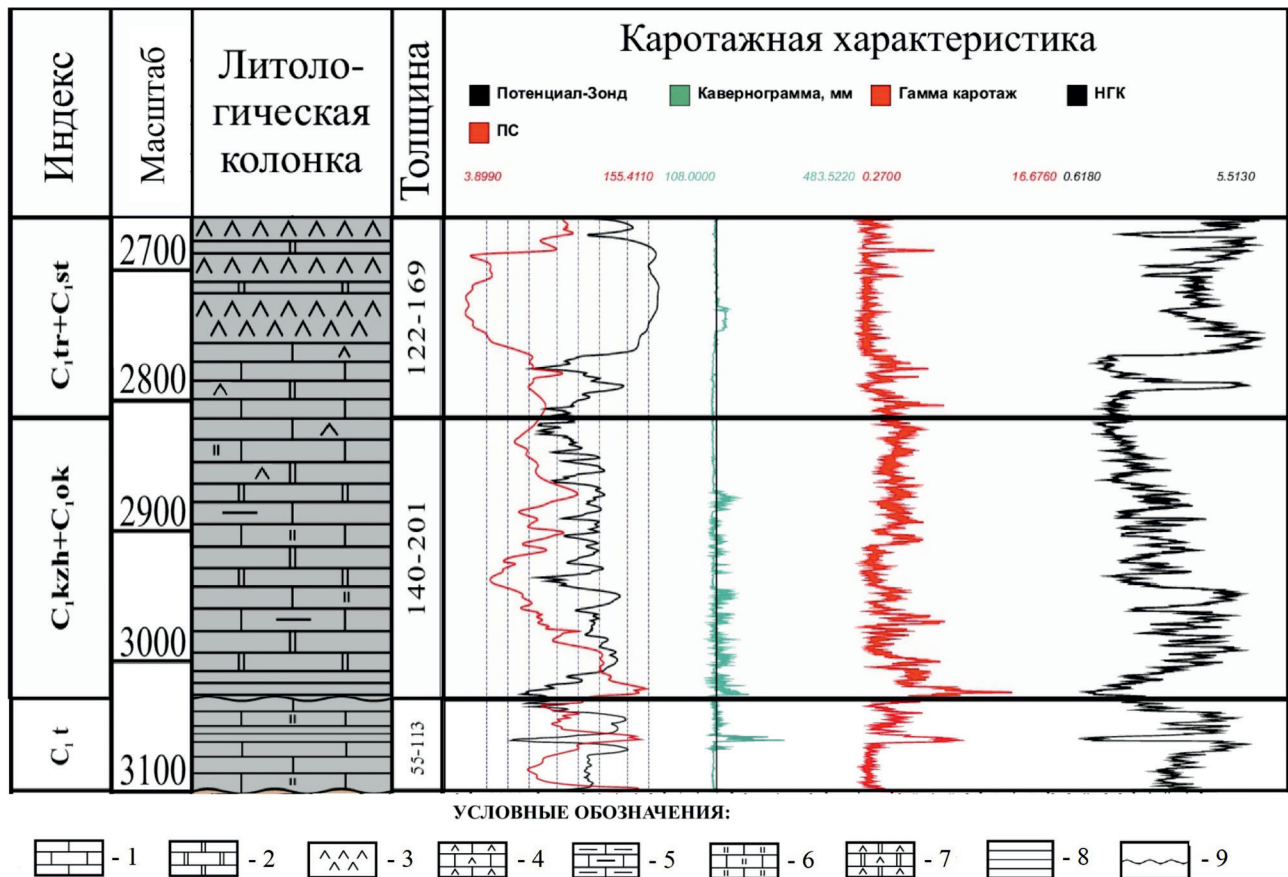 Индекс
Масштаб
Литоло-
гическая
колонка
Толщина
Каротажная характеристика
Потенциал-Зонд
Кавернограмма, мм
Гамма каротаж
НГК
ПС
3.8990
155.4110
108.0000
483.5220
0.2700
16.6760
0.6180
5.5130
C₁tr+C₁st
2700
2800
122-169
C₁kzh+C₁ok
2900
3000
140-201
C₁t
3100
55-113
УСЛОВНЫЕ ОБОЗНАЧЕНИЯ:
- 1
- 2
- 3
- 4
- 5
- 6
- 7
- 8
- 9